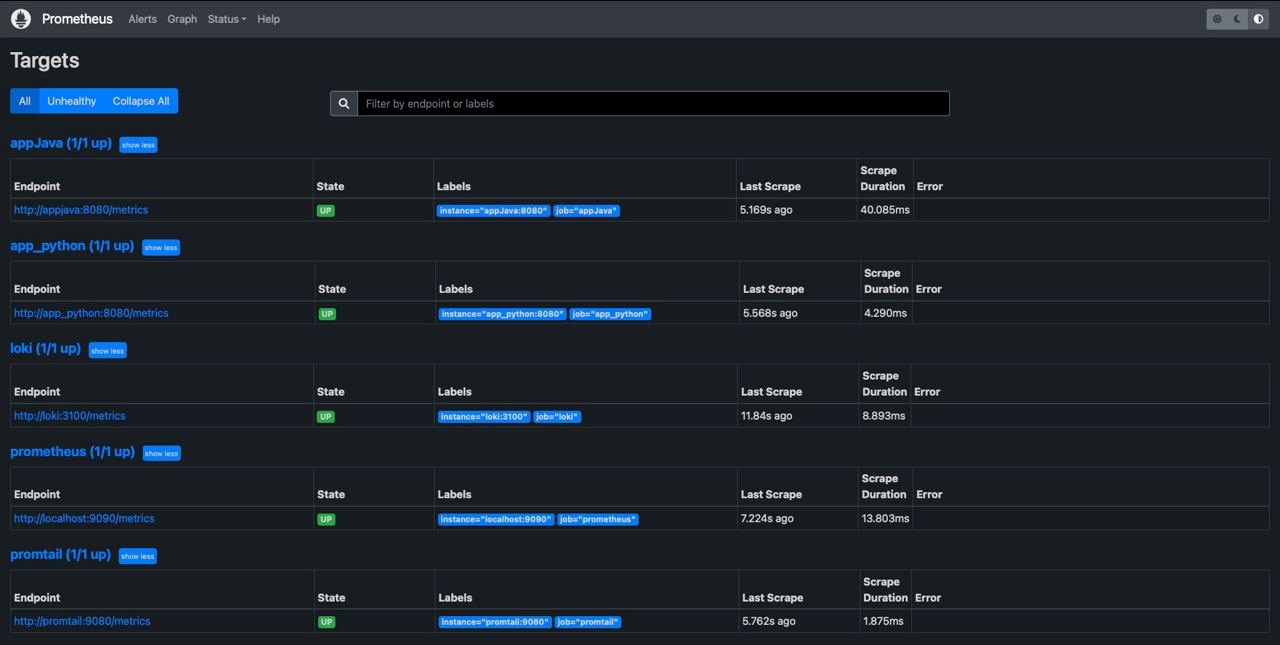 Prometheus Alerts Graph Status Help
Targets
All Unhealthy Collapse All Filter by endpoint or labels
appJava (1/1 up) show less
Endpoint State Labels Last Scrape Scrape Duration Error
http://appjava:8080/metrics UP instance="appJava:8080" job="appJava" 5.169s ago 40.085ms
app_python (1/1 up) show less
Endpoint State Labels Last Scrape Scrape Duration Error
http://app_python:8080/metrics UP instance="app_python:8080" job="app_python" 5.568s ago 4.290ms
loki (1/1 up) show less
Endpoint State Labels Last Scrape Scrape Duration Error
http://loki:3100/metrics UP instance="loki:3100" job="loki" 11.84s ago 8.893ms
prometheus (1/1 up) show less
Endpoint State Labels Last Scrape Scrape Duration Error
http://localhost:9090/metrics UP instance="localhost:9090" job="prometheus" 7.224s ago 13.803ms
promtail (1/1 up) show less
Endpoint State Labels Last Scrape Scrape Duration Error
http://promtail:9080/metrics UP instance="promtail:9080" job="promtail" 5.762s ago 1.875ms